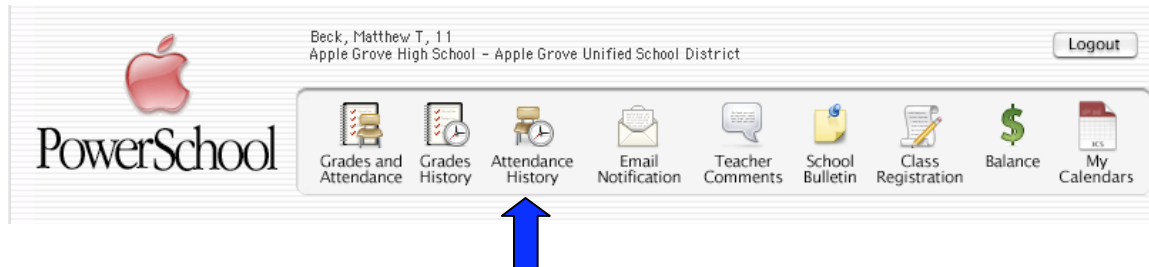 Beck, Matthew T, 11
Apple Grove High School - Apple Grove Unified School District
Logout
PowerSchool
Grades and Attendance
Grades History
Attendance History
Email Notification
Teacher Comments
School Bulletin
Class Registration
Balance
ICS
My Calendars